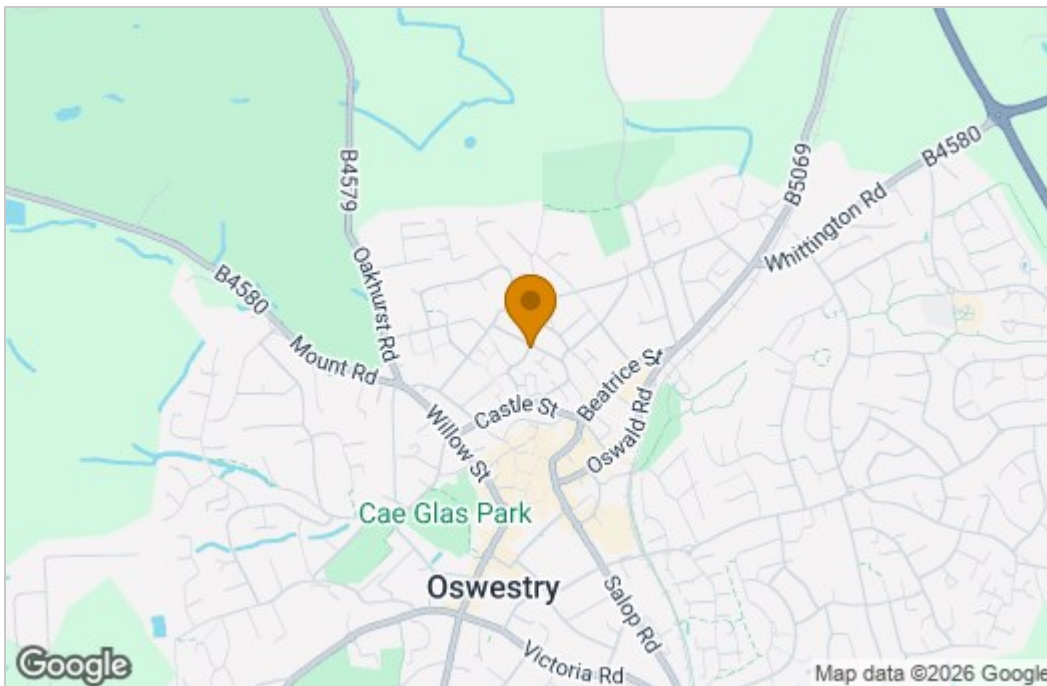 B4579
B5069
B4580
Whittington Rd
B4580
Oakhurst Rd
Mount Rd
Beatrice St
Castle St
Willow St
Oswald Rd
Cae Glas Park
Oswestry
Salop Rd
Victoria Rd
Google
Map data ©2026 Google